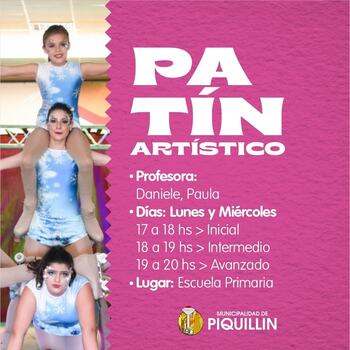 PA
TÍN
ARTÍSTICO
• Profesora:
Daniele, Paula
• Días: Lunes y Miércoles
17 a 18 hs > Inicial
18 a 19 hs > Intermedio
19 a 20 hs > Avanzado
• Lugar: Escuela Primaria
MUNICIPALIDAD DE
PIQUILLIN